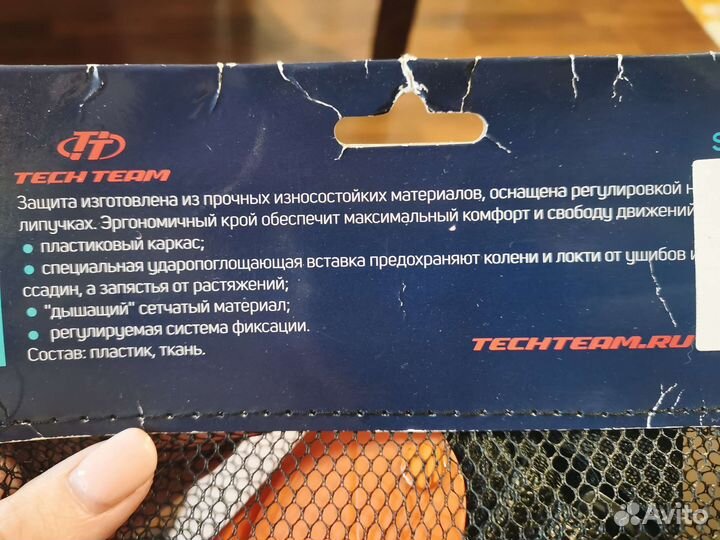 TT
TECH TEAM
Защита изготовлена из прочных износостойких материалов, оснащена регулировкой н
липучках. Эргономичный крой обеспечит максимальный комфорт и свободу движений
• пластиковый каркас;
• специальная ударопоглощающая вставка предохраняют колени и локти от ушибов и
ссадин, а запястья от растяжений;
• "дышащий" сетчатый материал;
• регулируемая система фиксации.
Состав: пластик, ткань.
TECHTEAM.RU
S
Avito